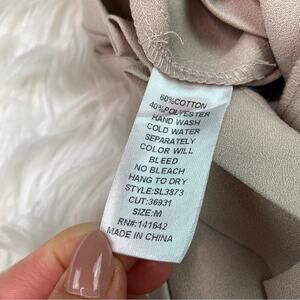 60%COTTON
40%POLYESTER
HAND WASH
COLD WATER
SEPARATELY
COLOR WILL
BLEED
NO BLEACH
HANG TO DRY
STYLE:SL3873
CUT:36931
SIZE:M
RN#:141642
MADE IN CHINA